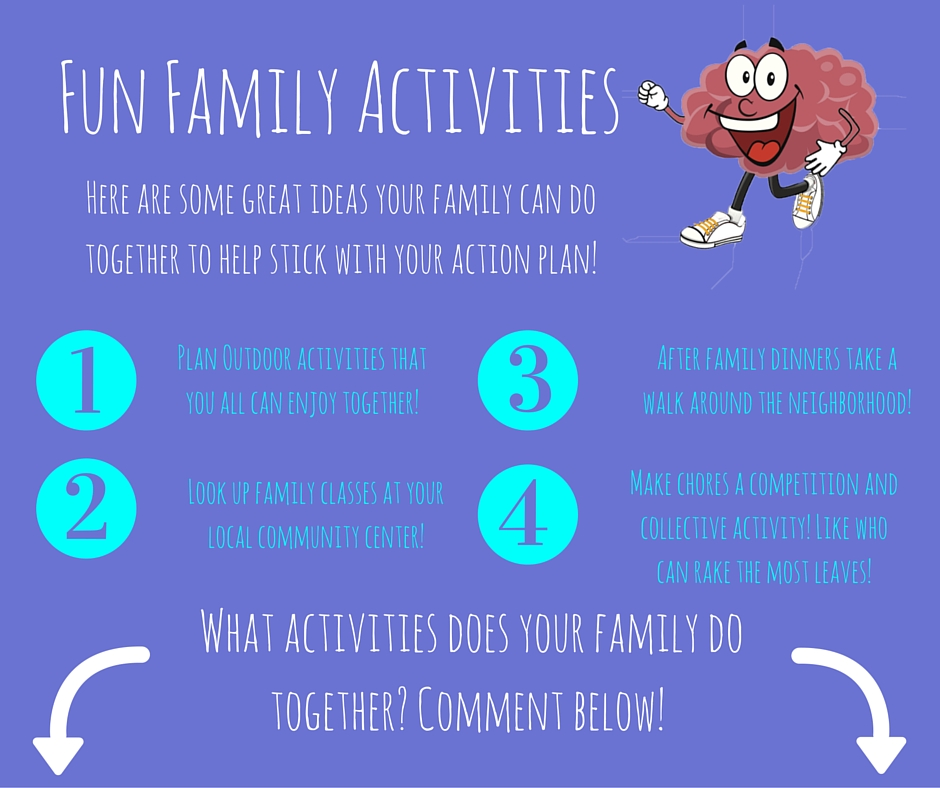 Fun Family Activities
Here are some great ideas your family can do
together to help stick with your action plan!
1
Plan Outdoor activities that
you all can enjoy together!
2
Look up family classes at your
local community center!
3
After family dinners take a
walk around the neighborhood!
4
Make chores a competition and
collective activity! Like who
can rake the most leaves!
What activities does your family do
together? Comment below!